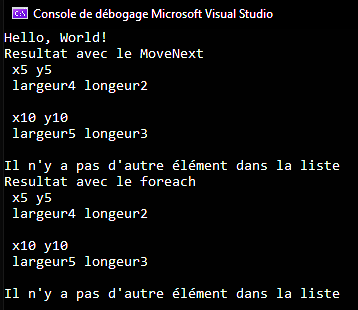 C:\ Console de débogage Microsoft Visual Studio
Hello, World!
Resultat avec le MoveNext
x5 y5
largeur4 longeur2
x10 y10
largeur5 longeur3
Il n'y a pas d'autre élément dans la liste
Resultat avec le foreach
x5 y5
largeur4 longeur2
x10 y10
largeur5 longeur3
Il n'y a pas d'autre élément dans la liste